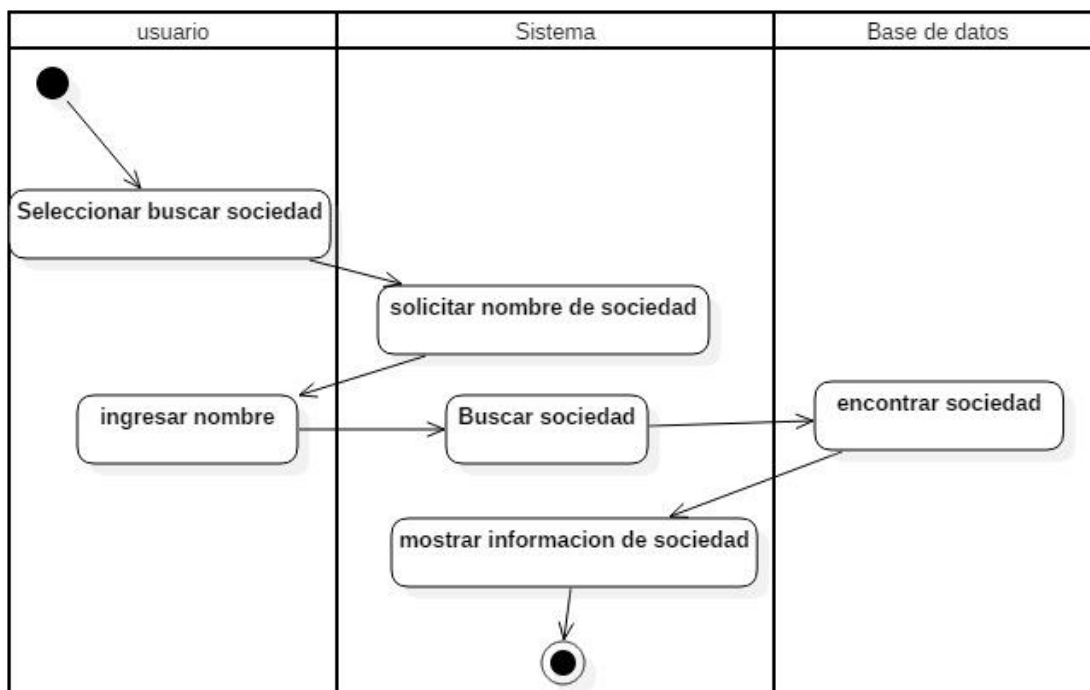 usuario
Sistema
Base de datos
Seleccionar buscar sociedad
solicitar nombre de sociedad
ingresar nombre
Buscar sociedad
encontrar sociedad
mostrar informacion de sociedad